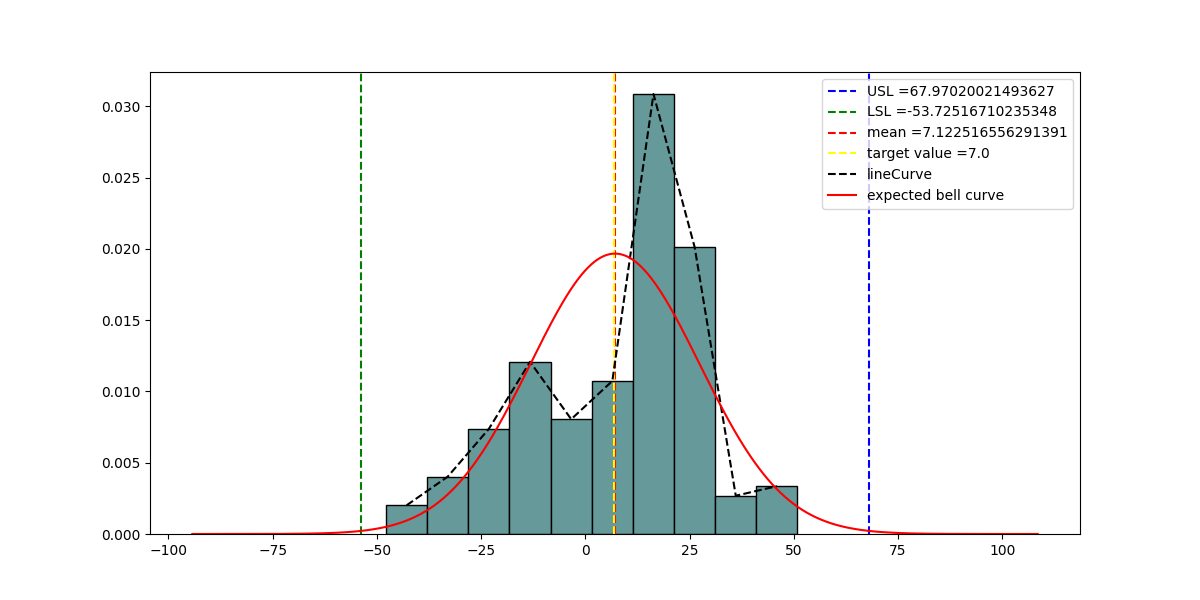 USL =67.97020021493627
LSL =-53.72516710235348
mean =7.122516556291391
target value =7.0
lineCurve
expected bell curve
0.030
0.025
0.020
0.015
0.010
0.005
0.000
−100 −75 −50 −25 0 25 50 75 100